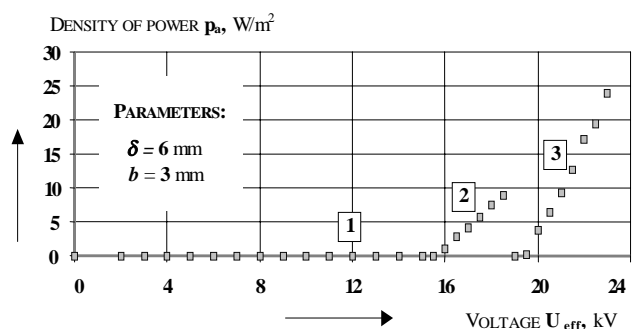 DENSITY OF POWER pa, W/m²
30
25
20
15
10
5
0
PARAMETERS:
δ = 6 mm
b = 3 mm
1
2
3
0 4 8 12 16 20 24
VOLTAGE U eff, kV